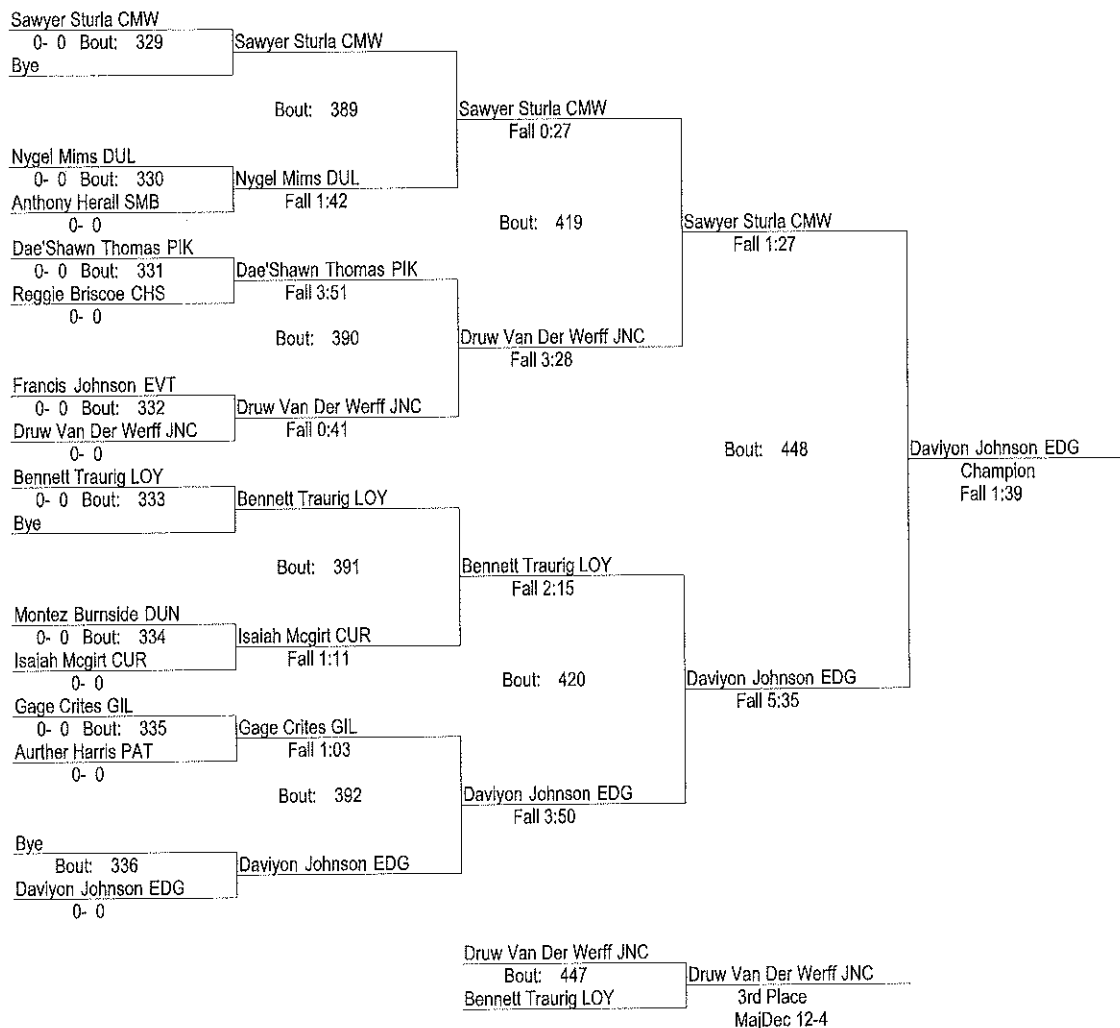 Sawyer Sturla CMW
0- 0 Bout: 329
Bye
Sawyer Sturla CMW
Bout: 389
Nygel Mims DUL
0- 0 Bout: 330
Anthony Herall SMB
0- 0
Nygel Mims DUL
Fall 1:42
Sawyer Sturla CMW
Fall 0:27
Bout: 419
Dae'Shawn Thomas PIK
0- 0 Bout: 331
Reggie Briscoe CHS
0- 0
Dae'Shawn Thomas PIK
Fall 3:51
Bout: 390
Francis Johnson EVT
0- 0 Bout: 332
Druw Van Der Werff JNC
0- 0
Druw Van Der Werff JNC
Fall 0:41
Druw Van Der Werff JNC
Fall 3:28
Sawyer Sturla CMW
Fall 1:27
Bout: 448
Bennett Traurig LOY
0- 0 Bout: 333
Bye
Bennett Traurig LOY
Bout: 391
Montez Burnside DUN
0- 0 Bout: 334
Isaiah Mcgirt CUR
0- 0
Isaiah Mcgirt CUR
Fall 1:11
Bennett Traurig LOY
Fall 2:15
Bout: 420
Gage Crites GIL
0- 0 Bout: 335
Aurther Harris PAT
0- 0
Gage Crites GIL
Fall 1:03
Bout: 392
Bye
Bout: 336
Daviyon Johnson EDG
0- 0
Daviyon Johnson EDG
Daviyon Johnson EDG
Fall 3:50
Daviyon Johnson EDG
Fall 5:35
Daviyon Johnson EDG
Champion
Fall 1:39
Druw Van Der Werff JNC
Bout: 447
Bennett Traurig LOY
Druw Van Der Werff JNC
3rd Place
MajDec 12-4